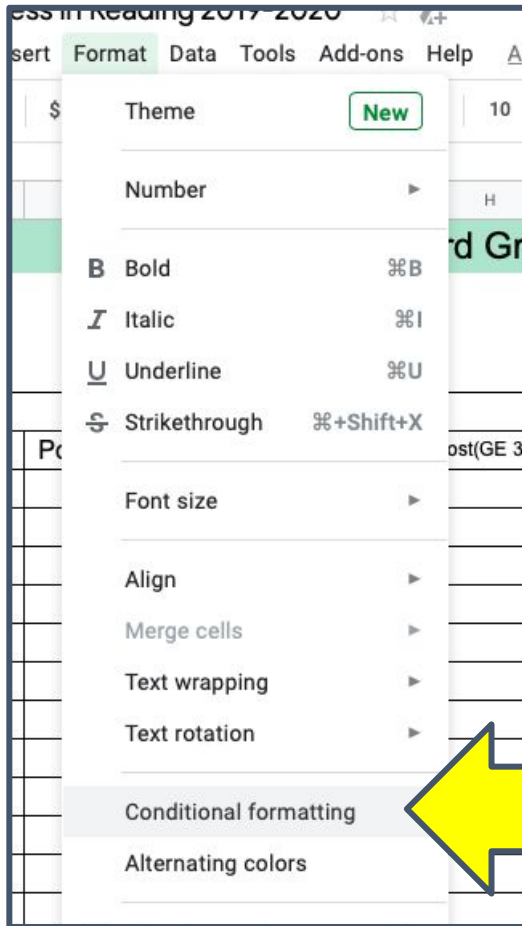 ess in Reading 2019-2020
sert Format Data Tools Add-ons Help A
$ 10
Theme New
Number
H
rd Gr
B Bold ⌘B
I Italic ⌘I
U Underline ⌘U
S Strikethrough ⌘+Shift+X
Po ost(GE 3
Font size
Align
Merge cells
Text wrapping
Text rotation
Conditional formatting
Alternating colors